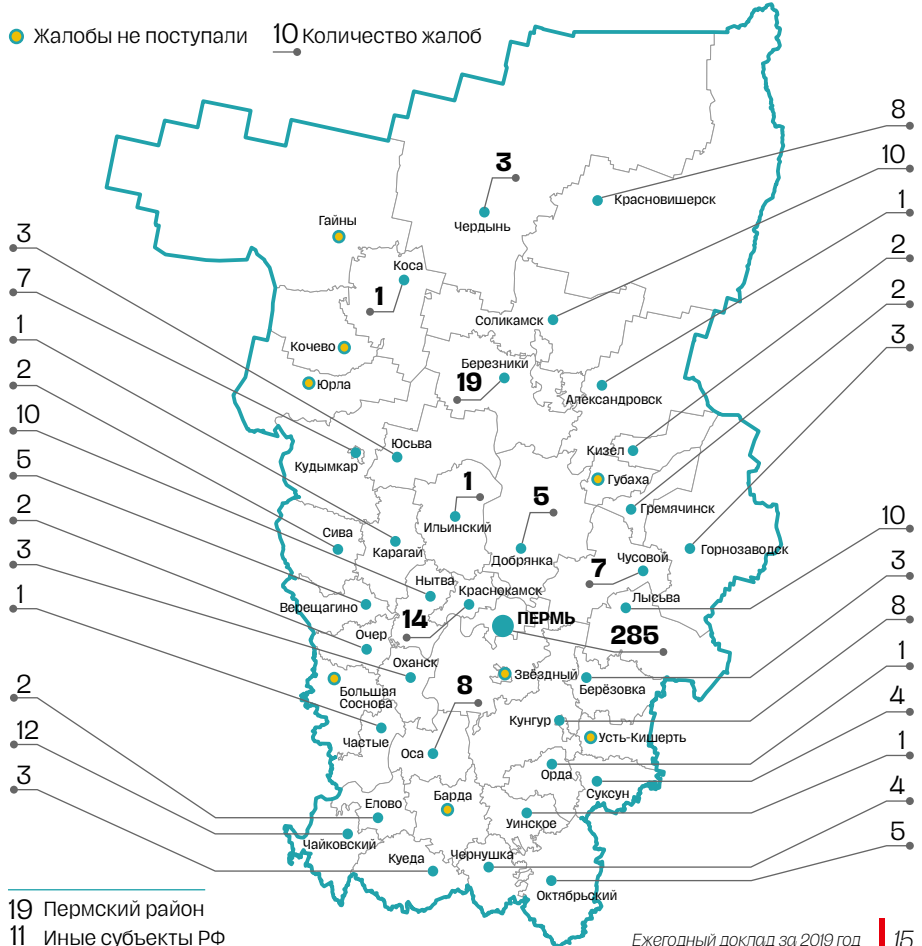 Жалобы не поступали 10 Количество жалоб
8
10
3
Красновишерск
Чердынь
1
Гайны
3
2
Коса
7
1
2
Соликамск
1
Кочево
3
Березники
2
19
Юрла
Александровск
10
Юсьва
Кизел
Кудымкар
5
1
Губаха
5
2
Гремячинск
10
Ильинский
Сива
Карагай
Добрянка
Горнозаводск
3
7
Чусовой
3
Нытва
Краснокамск
1
Верещагино
14
ПЕРМЬ
Лысьва
8
Очер
285
Оханск
1
Звёздный
8
Большая
Соснова
Берёзовка
2
4
Кунгур
Частые
Усть-Кишерть
12
Оса
1
Орда
3
Суксун
Елово
Барда
4
Уинское
Чайковский
Куеда
Чернушка
5
Октябрьский
19 Пермский район
11 Иные субъекты РФ
Ежегодный доклад за 2019 год 15